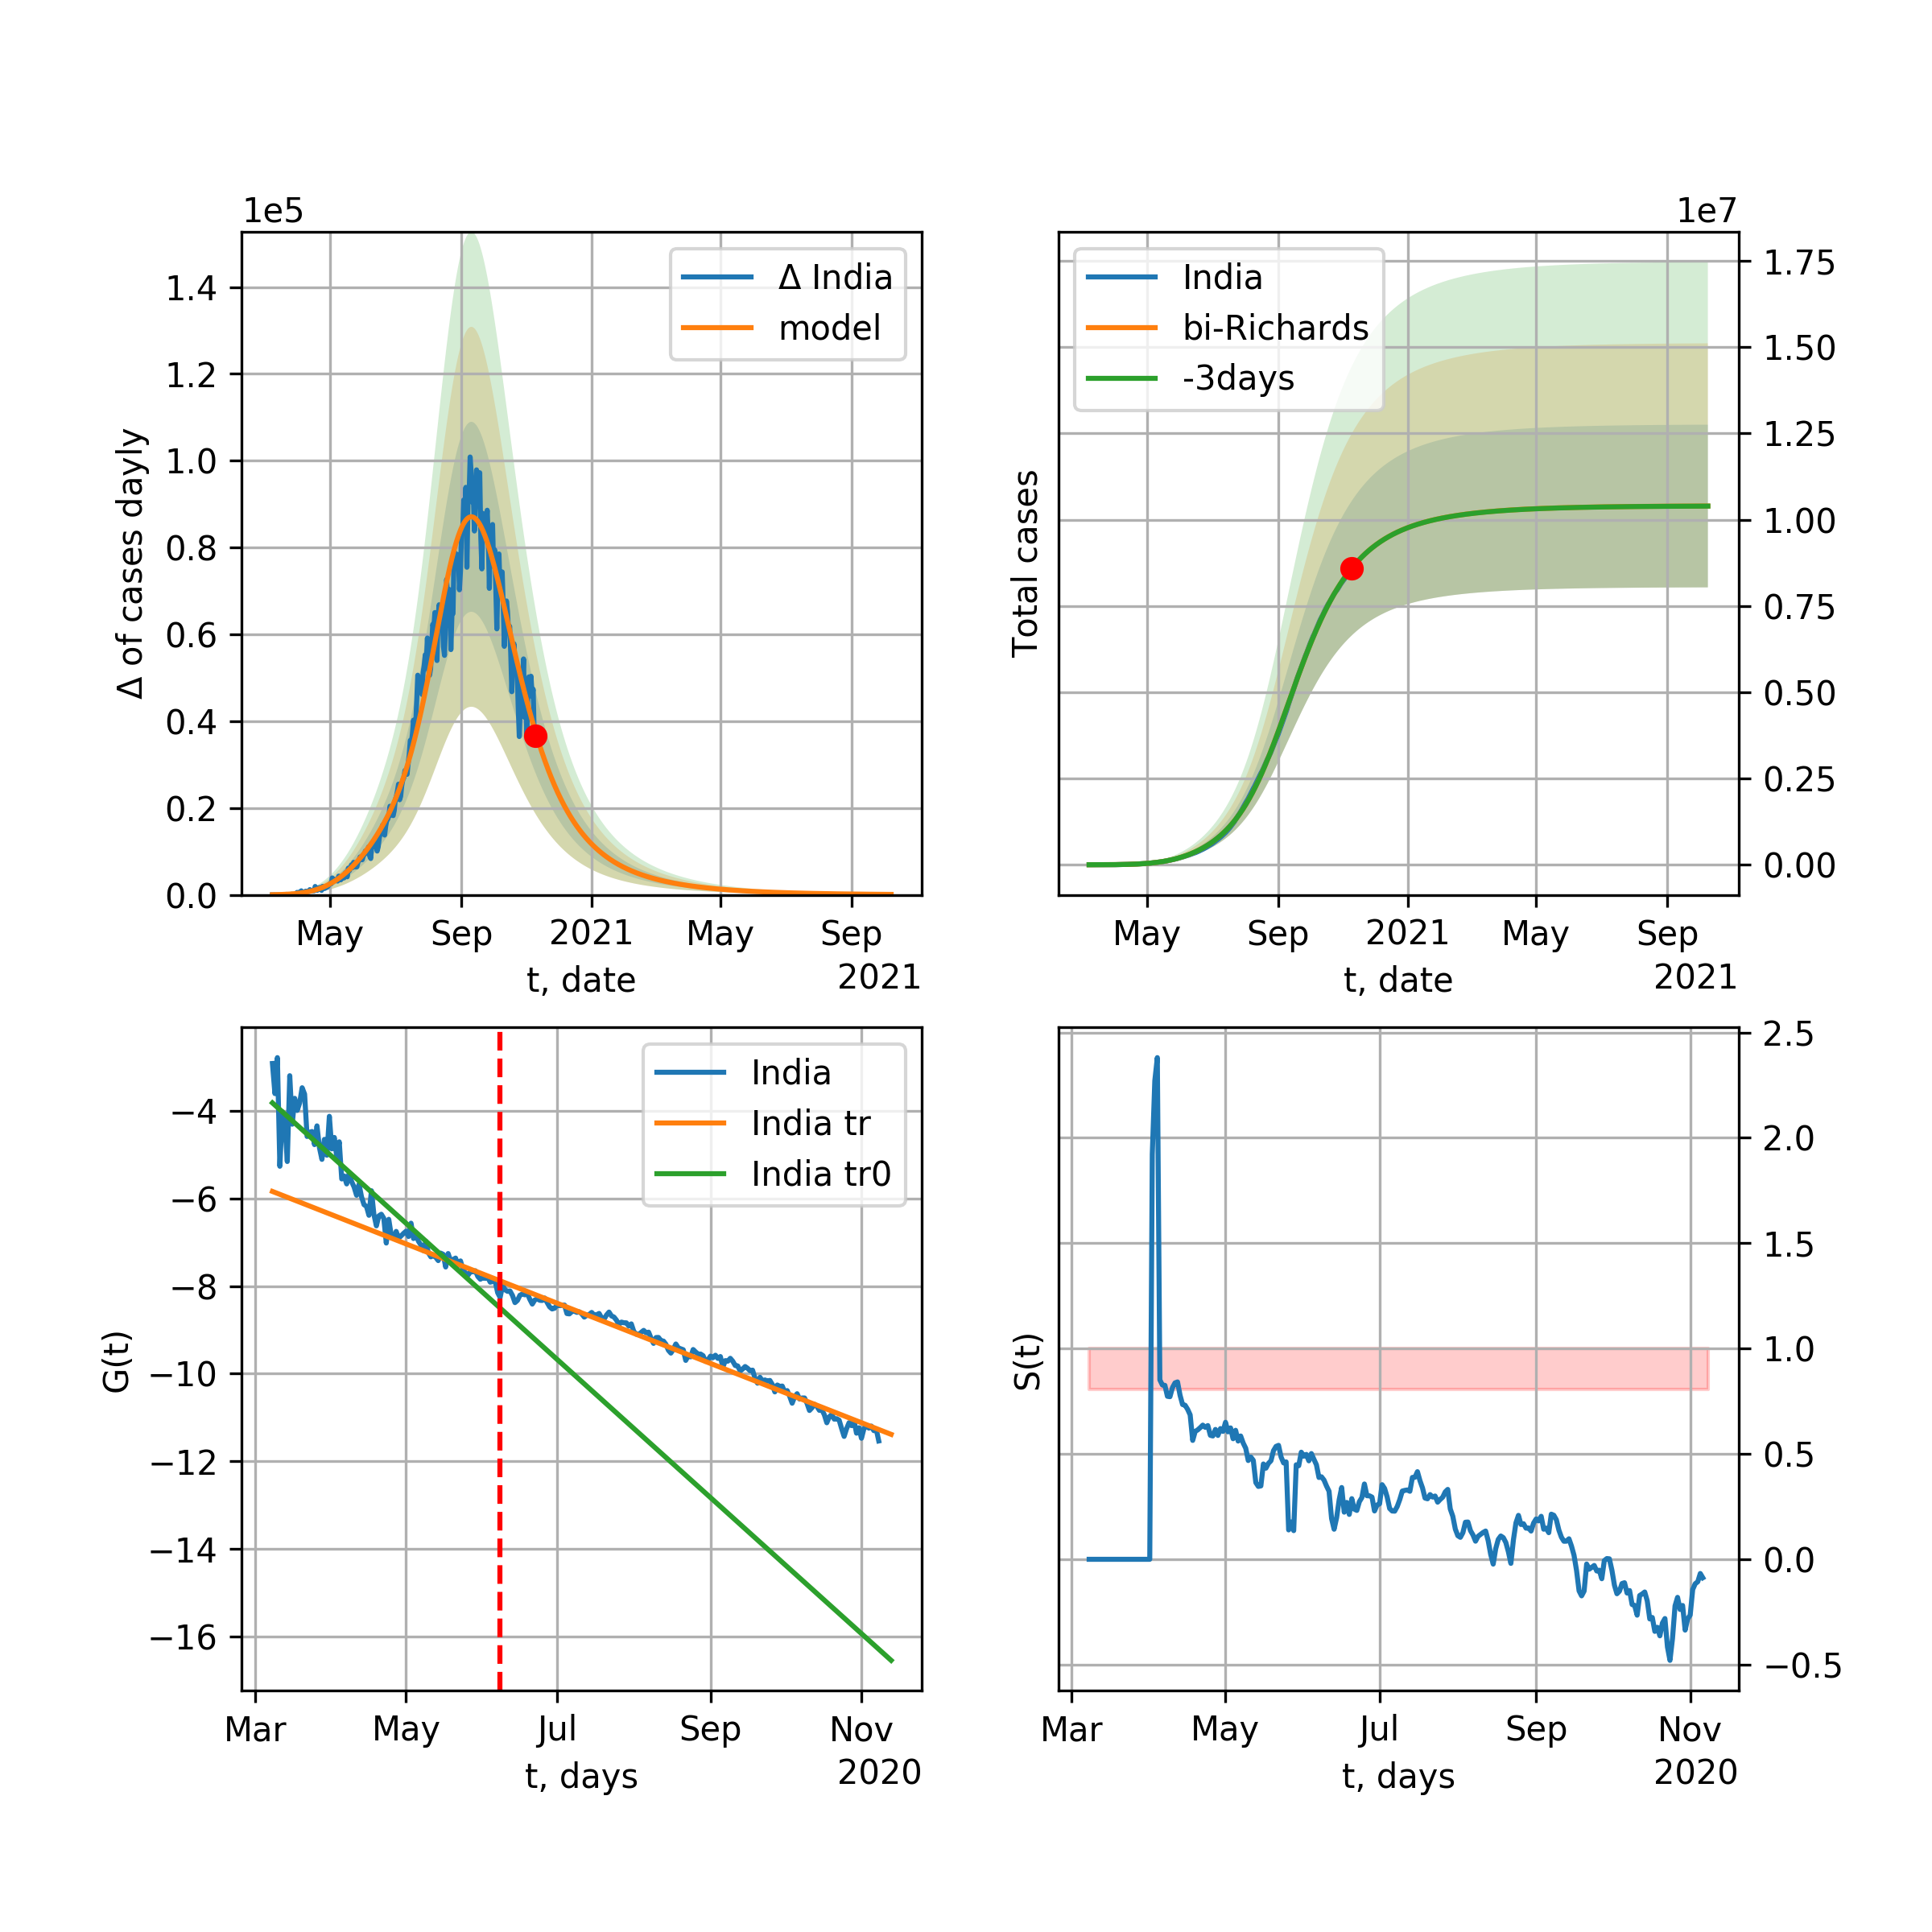 1e5
Δ of cases dayly
1.4
1.2
1.0
0.8
0.6
0.4
0.2
0.0
Δ India
model
May Sep 2021 May Sep
2021
t, date
1e7
Total cases
India
bi-Richards
-3days
1.75
1.50
1.25
1.00
0.75
0.50
0.25
0.00
May Sep 2021 May Sep
2021
t, date
G(t)
−4
−6
−8
−10
−12
−14
−16
India
India tr
India tr0
Mar May Jul Sep Nov
2020
t, days
S(t)
2.5
2.0
1.5
1.0
0.5
0.0
−0.5
Mar May Jul Sep Nov
2020
t, days